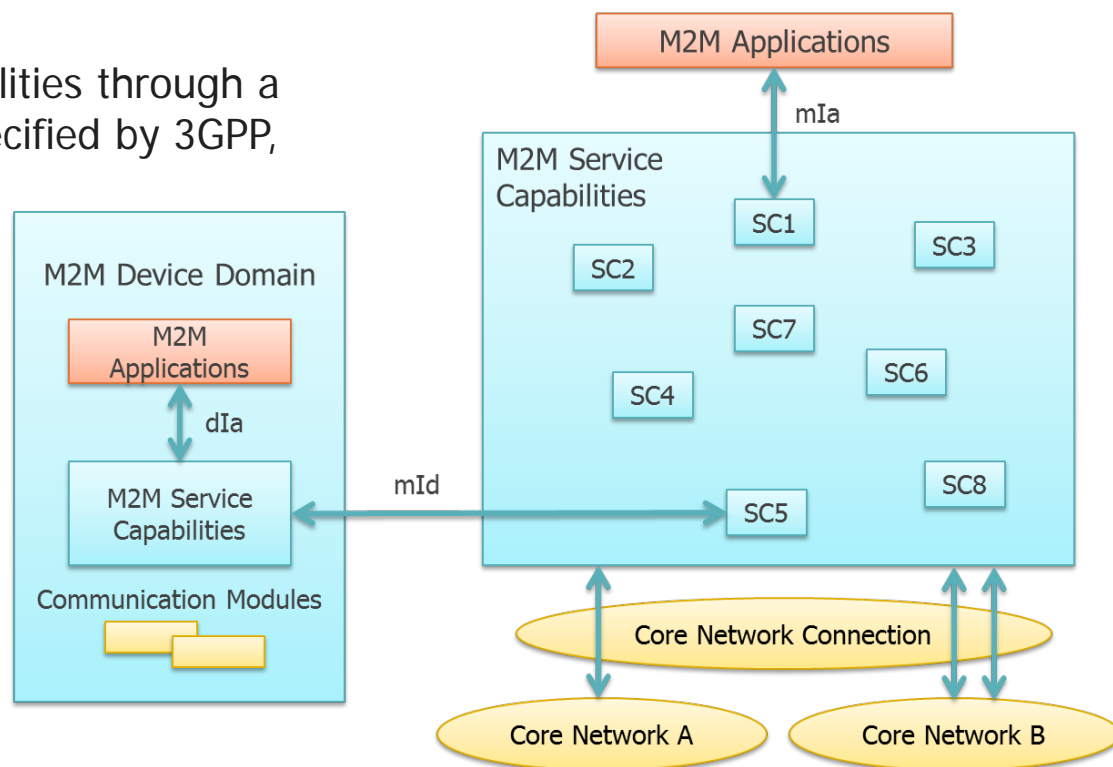 lities through a
ecified by 3GPP,
M2M Applications
mIa
M2M Service
Capabilities
SC1
SC2
SC3
SC7
SC6
SC4
SC8
SC5
M2M Device Domain
M2M
Applications
dIa
M2M Service
Capabilities
mId
Communication Modules
Core Network Connection
Core Network A
Core Network B